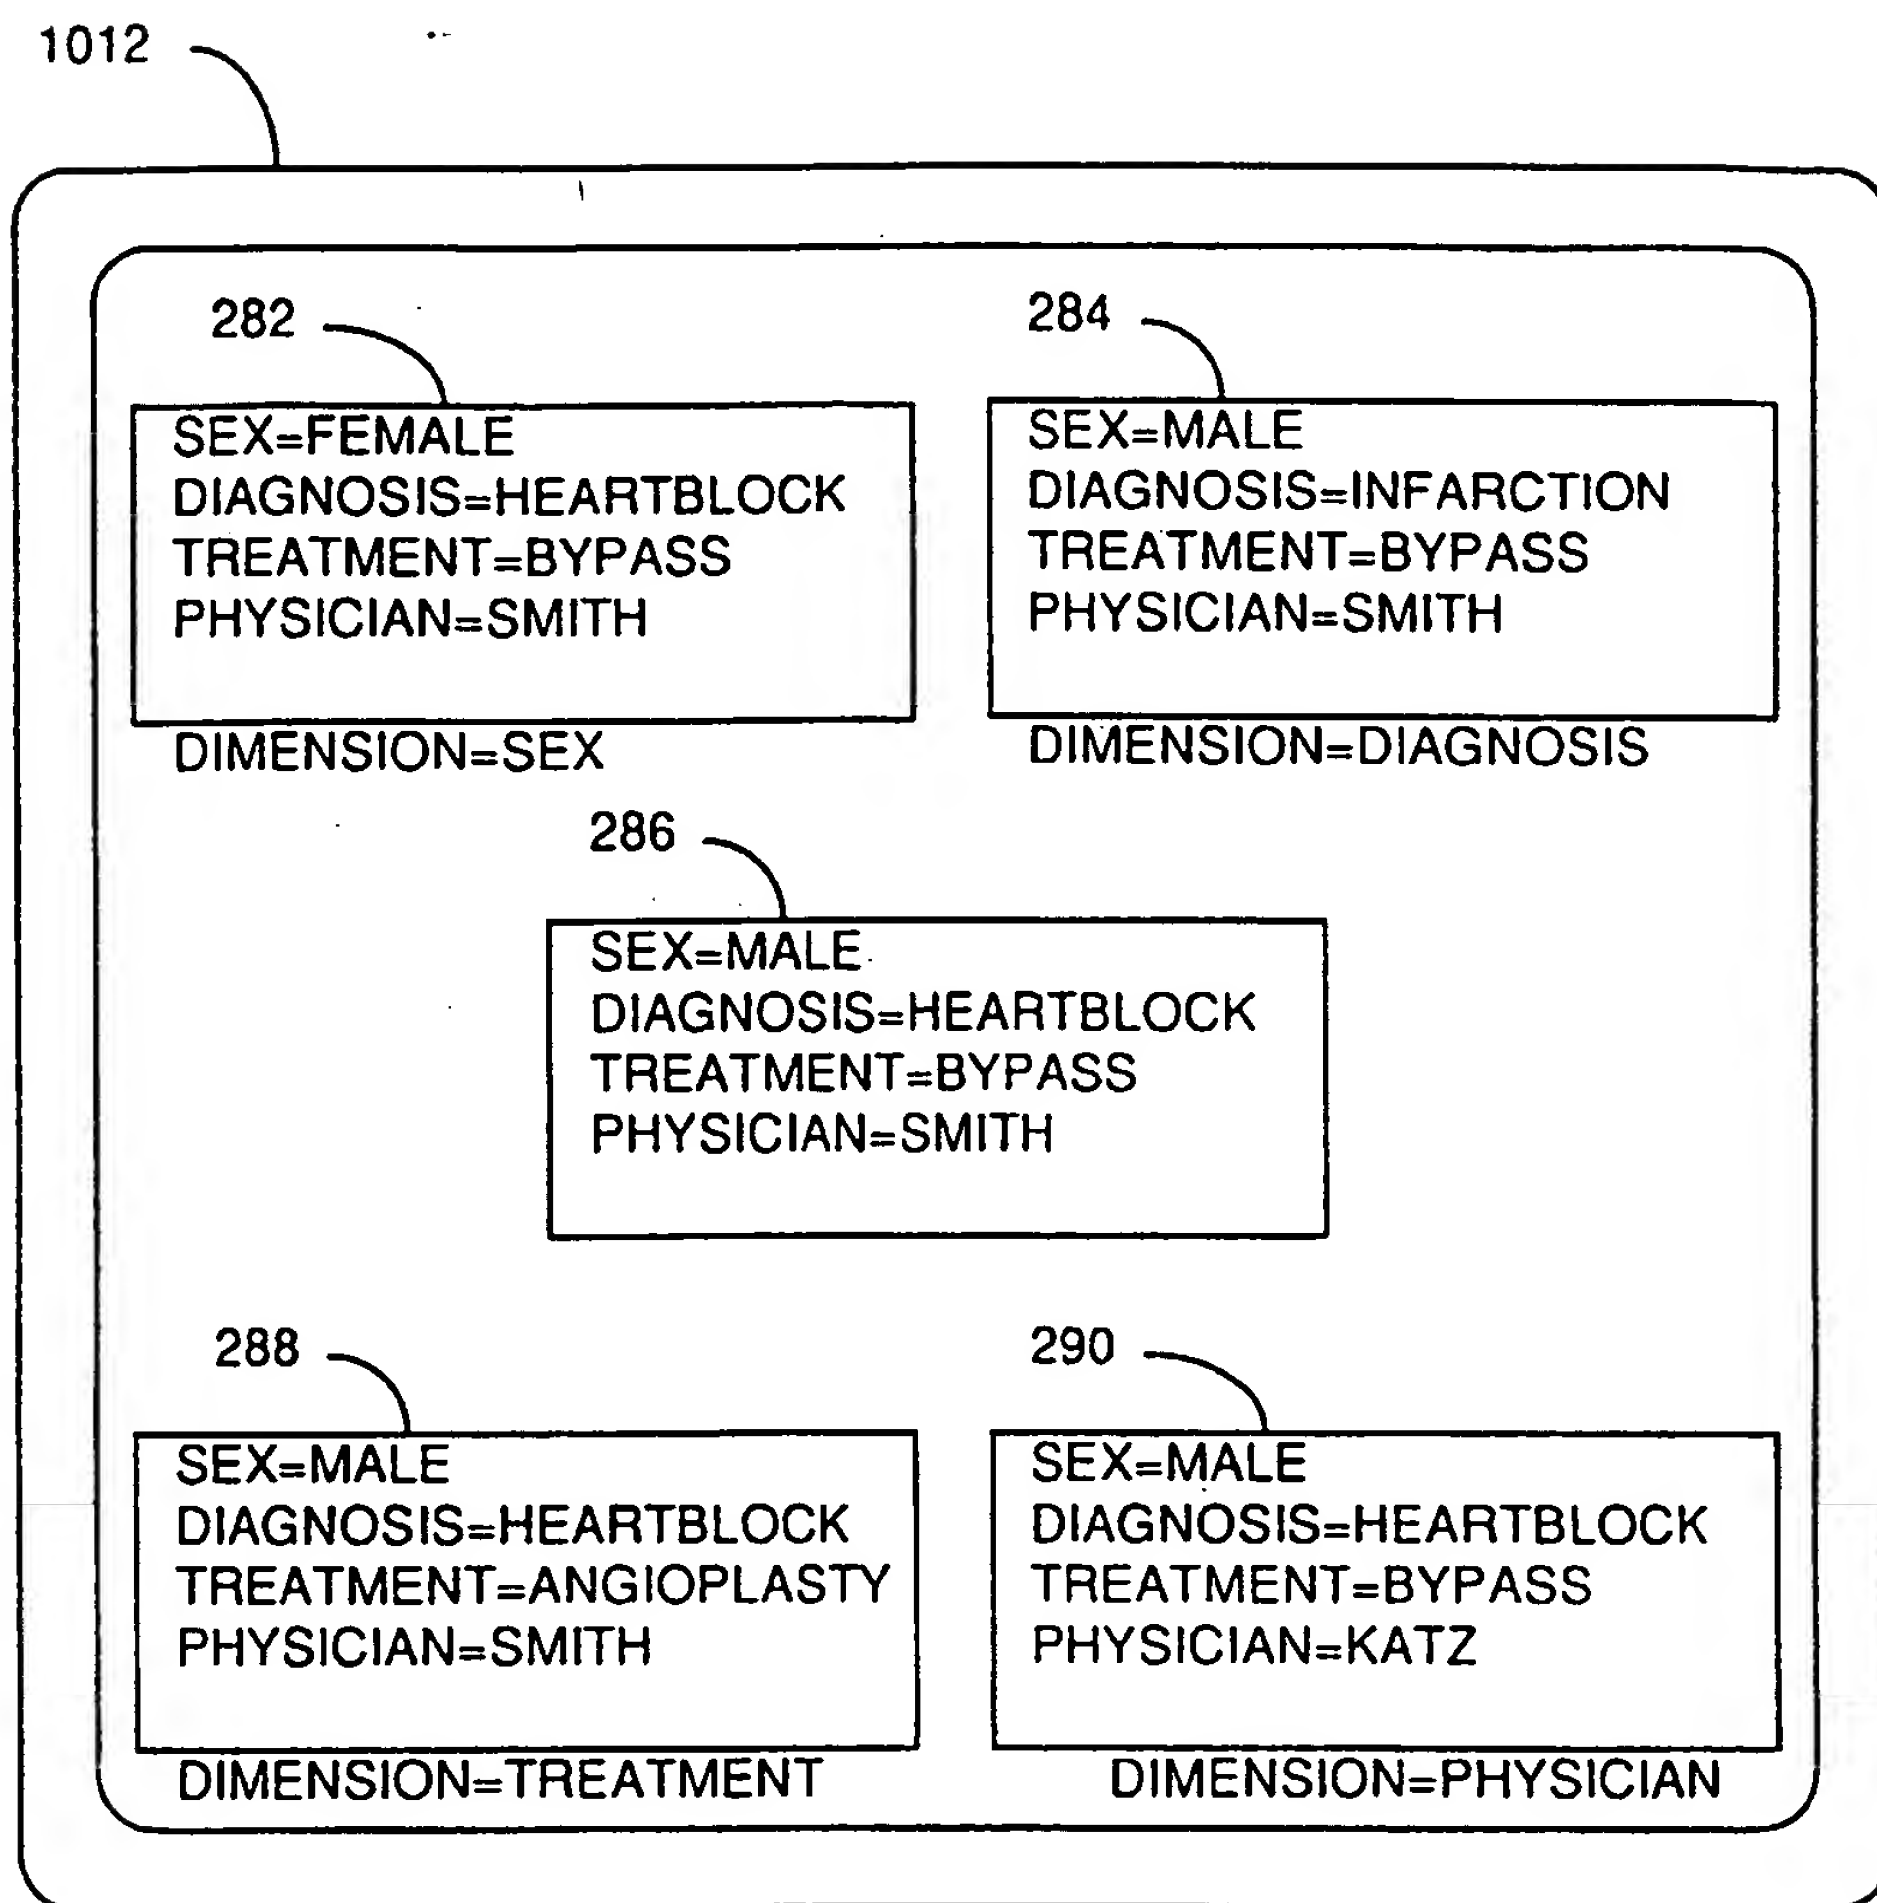 1012
282
SEX=FEMALE
DIAGNOSIS=HEARTBLOCK
TREATMENT=BYPASS
PHYSICIAN=SMITH
DIMENSION=SEX
284
SEX=MALE
DIAGNOSIS=INFARCTION
TREATMENT=BYPASS
PHYSICIAN=SMITH
DIMENSION=DIAGNOSIS
286
SEX=MALE
DIAGNOSIS=HEARTBLOCK
TREATMENT=BYPASS
PHYSICIAN=SMITH
288
SEX=MALE
DIAGNOSIS=HEARTBLOCK
TREATMENT=ANGIOPLASTY
PHYSICIAN=SMITH
DIMENSION=TREATMENT
290
SEX=MALE
DIAGNOSIS=HEARTBLOCK
TREATMENT=BYPASS
PHYSICIAN=KATZ
DIMENSION=PHYSICIAN